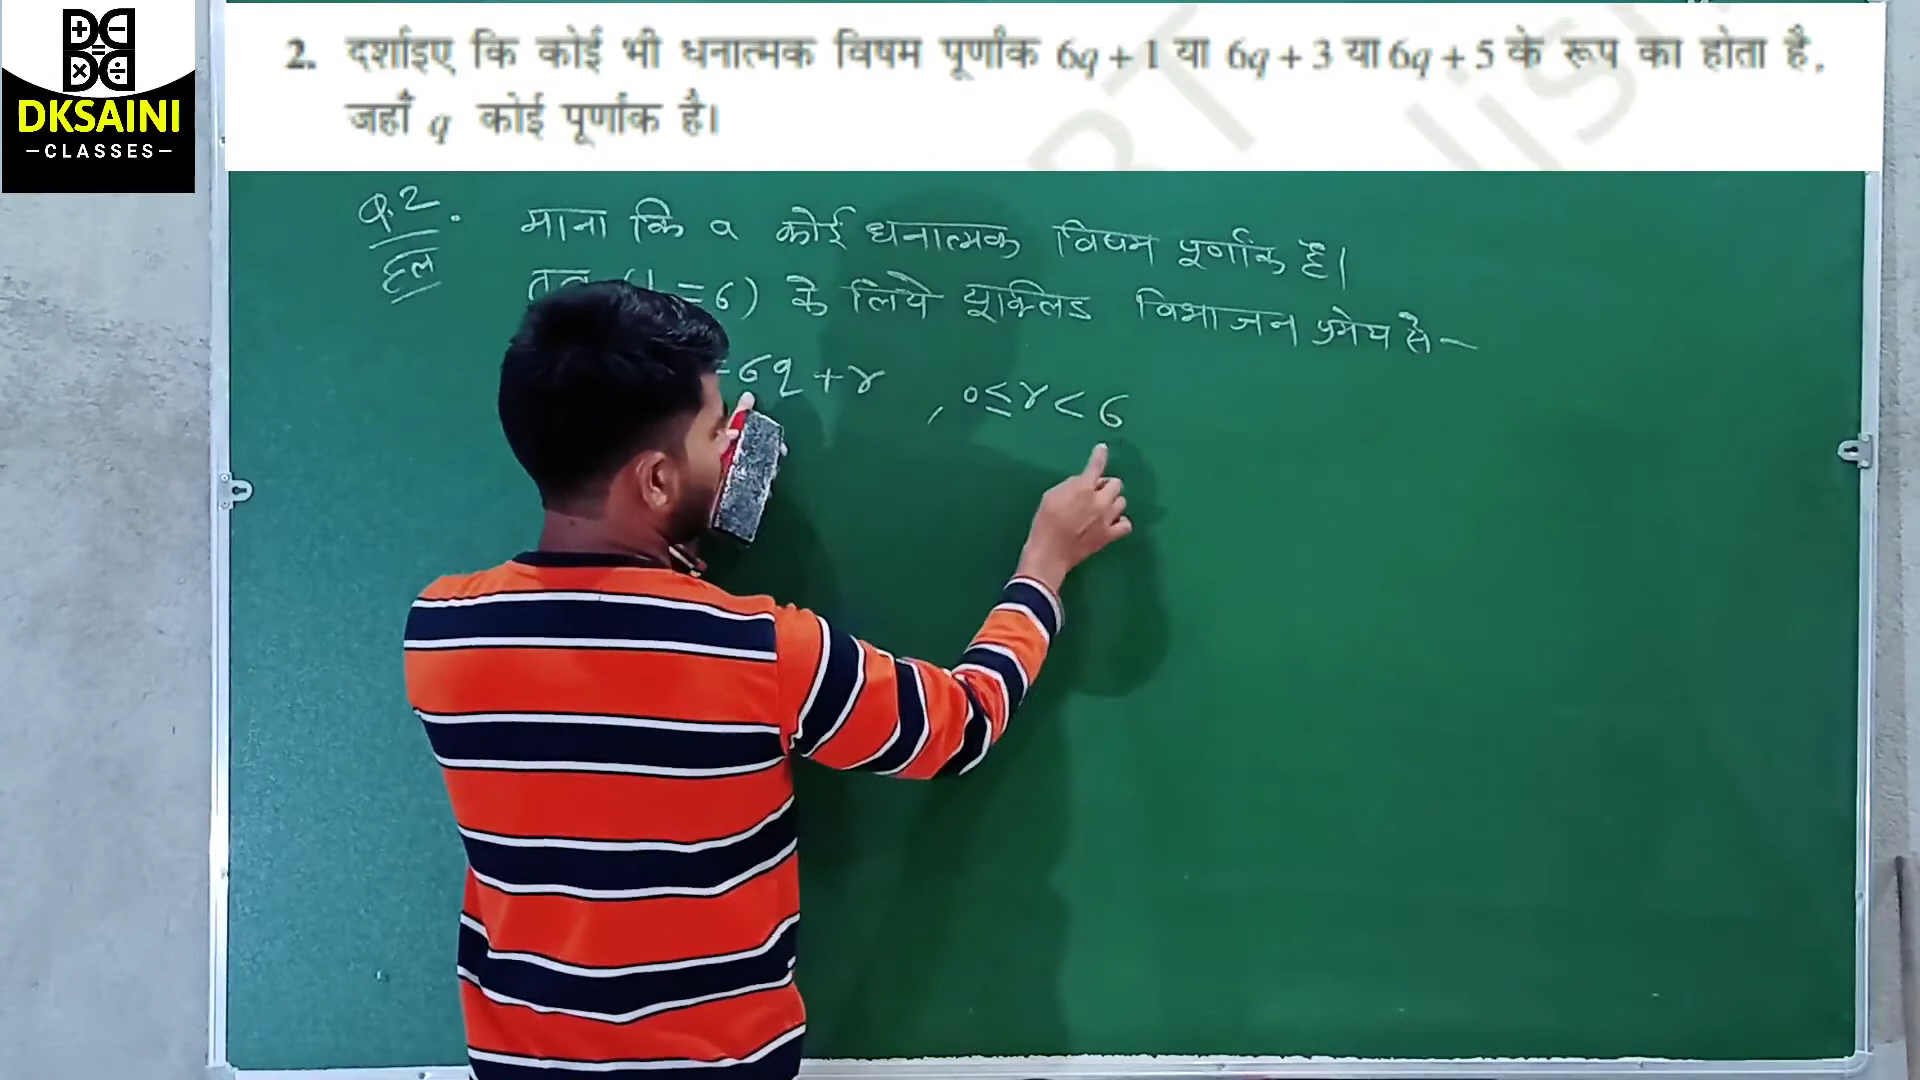 DKSAINI
—CLASSES—
2. दर्शाइए कि कोई भी धनात्मक विषम पूर्णांक 6q + 1 या 6q + 3 या 6q + 5 के रूप का होता है,
जहाँ q कोई पूर्णांक है।
Q.2.
हल
माना कि a कोई धनात्मक विषम पूर्णांक है।
=6) के लिये यूक्लिड विभाजन प्रमेय से-
=6q+r , 0≤r<6